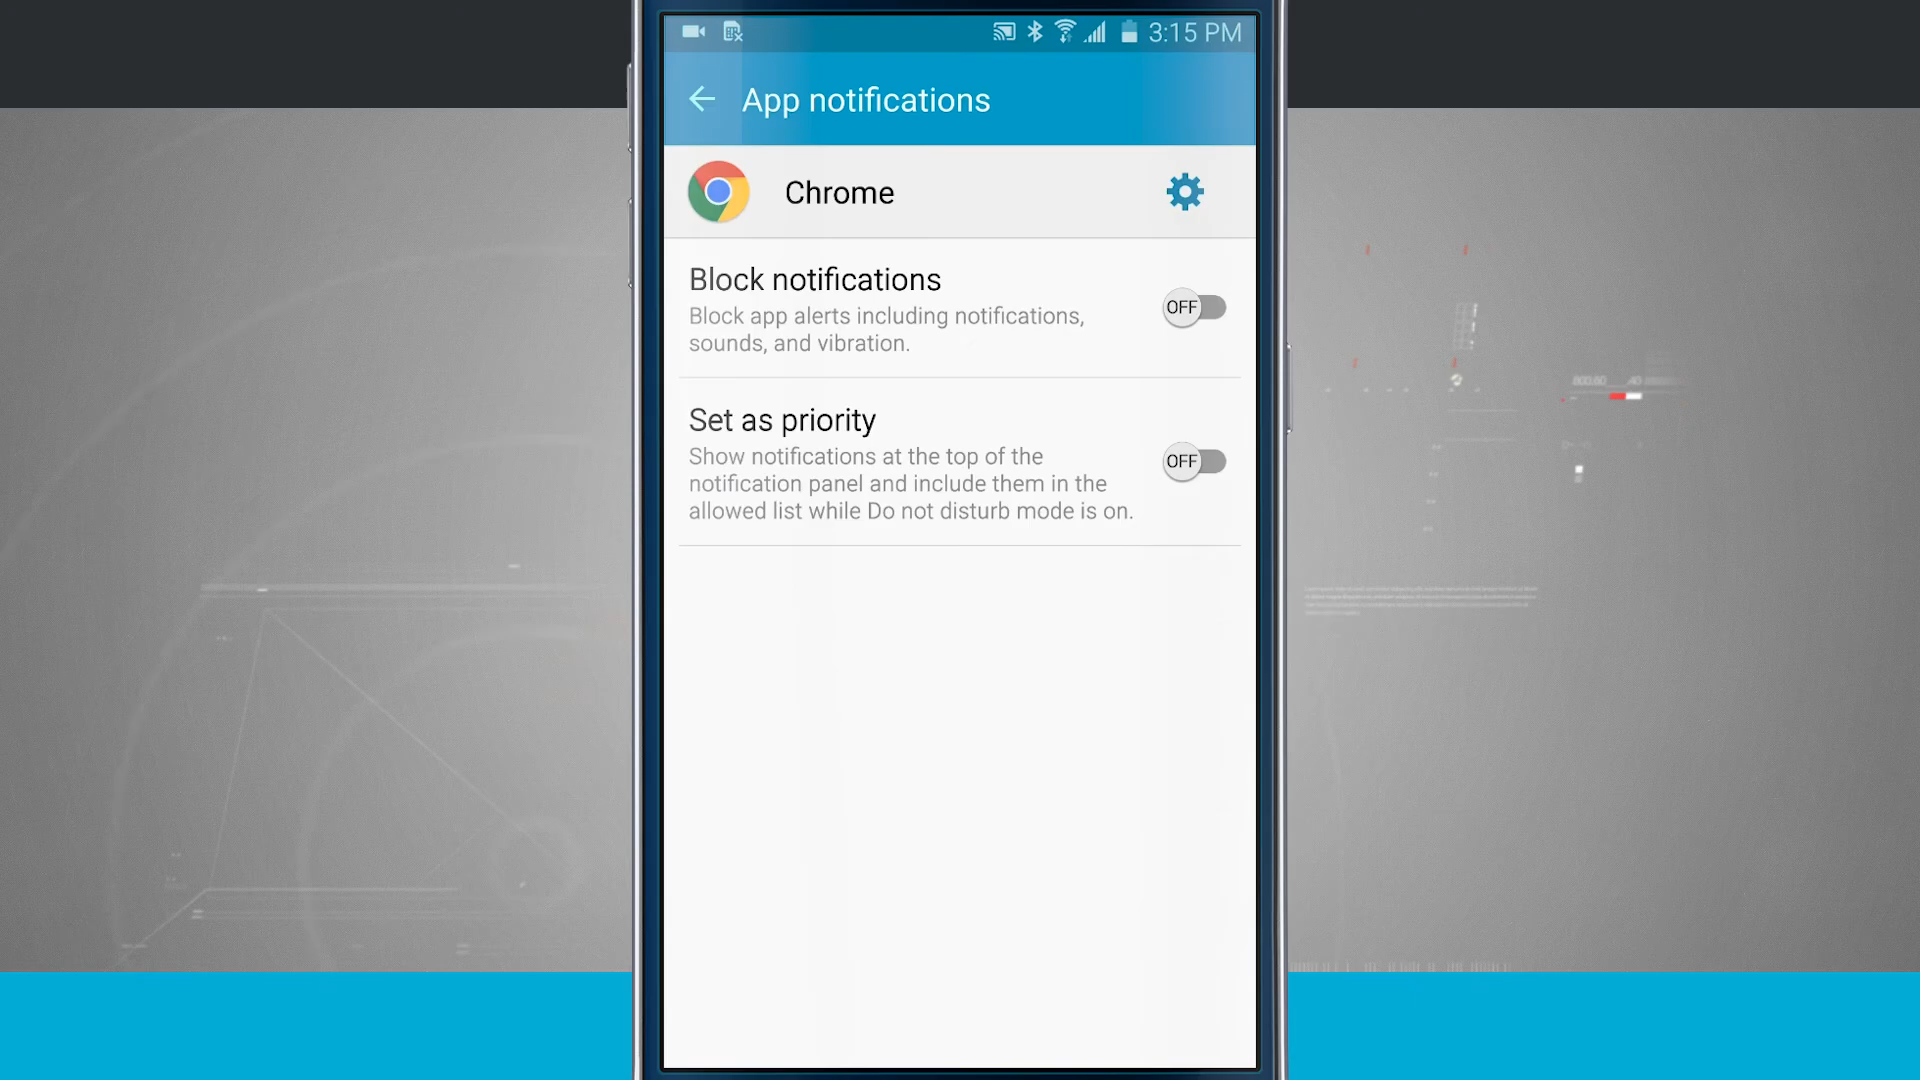 3:15 PM
App notifications
Chrome
Block notifications
Block app alerts including notifications,
sounds, and vibration.
OFF
Set as priority
Show notifications at the top of the
notification panel and include them in the
allowed list while Do not disturb mode is on.
OFF